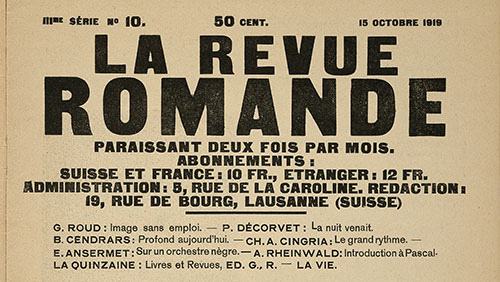 IIIme SÉRIE No 10. 50 CENT. 15 OCTOBRE 1919
LA REVUE
ROMANDE
PARAISSANT DEUX FOIS PAR MOIS.
ABONNEMENTS :
SUISSE ET FRANCE : 10 FR., ETRANGER : 12 FR.
ADMINISTRATION : 5, RUE DE LA CAROLINE. REDACTION :
19, RUE DE BOURG, LAUSANNE (SUISSE)
G. ROUD : Image sans emploi. — P. DÉCORVET : La nuit venait.
B. CENDRARS : Profond aujourd'hui. — CH. A. CINGRIA : Le grand rythme. —
E. ANSERMET : Sur un orchestre nègre. — A. RHEINWALD : Introduction à Pascal-
LA QUINZAINE : Livres et Revues, ED. G., R. — LA VIE.